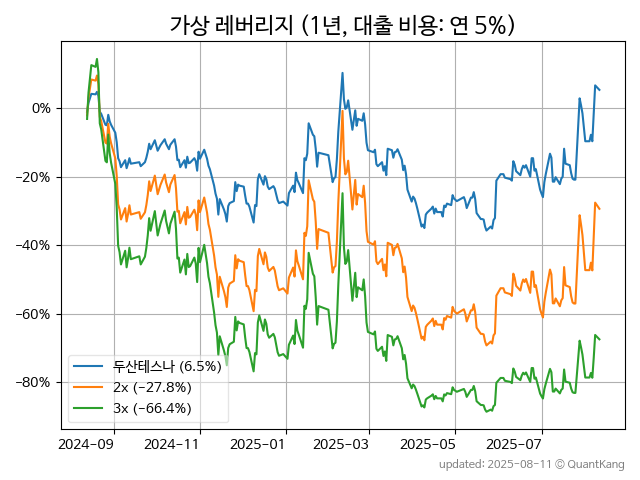 가상 레버리지 (1년, 대출 비용: 연 5%)
0%
−20%
−40%
−60%
−80%
두산테스나 (6.5%)
2x (−27.8%)
3x (−66.4%)
2024-09 2024-11 2025-01 2025-03 2025-05 2025-07
updated: 2025-08-11 © QuantKang